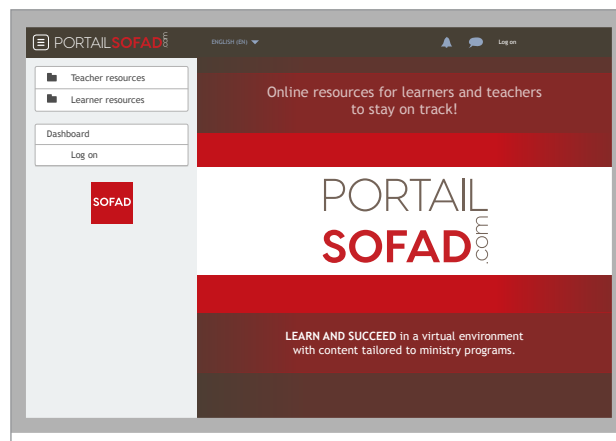 PORTAILSOFAD.com
ENGLISH (EN)
Log on
Teacher resources
Learner resources
Dashboard
Log on
SOFAD
Online resources for learners and teachers
to stay on track!
PORTAIL
SOFAD.com
LEARN AND SUCCEED in a virtual environment
with content tailored to ministry programs.